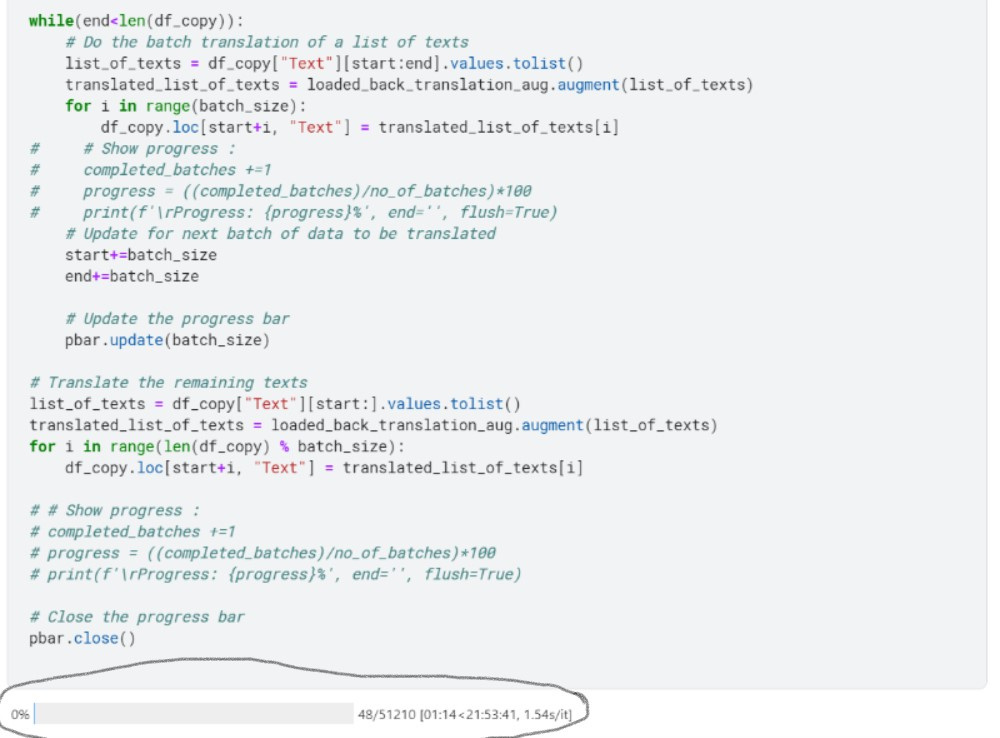 while(end<len(df_copy)):
    # Do the batch translation of a list of texts
    list_of_texts = df_copy["Text"][start:end].values.tolist()
    translated_list_of_texts = loaded_back_translation_aug.augment(list_of_texts)
    for i in range(batch_size):
        df_copy.loc[start+i, "Text"] = translated_list_of_texts[i]
#     # Show progress :
#     completed_batches +=1
#     progress = ((completed_batches)/no_of_batches)*100
#     print(f'\rProgress: {progress}%', end='', flush=True)
    # Update for next batch of data to be translated
    start+=batch_size
    end+=batch_size

    # Update the progress bar
    pbar.update(batch_size)

# Translate the remaining texts
list_of_texts = df_copy["Text"][start:].values.tolist()
translated_list_of_texts = loaded_back_translation_aug.augment(list_of_texts)
for i in range(len(df_copy) % batch_size):
    df_copy.loc[start+i, "Text"] = translated_list_of_texts[i]

# # Show progress :
# completed_batches +=1
# progress = ((completed_batches)/no_of_batches)*100
# print(f'\rProgress: {progress}%', end='', flush=True)

# Close the progress bar
pbar.close()

0% 48/51210 [01:14<21:53:41, 1.54s/it]